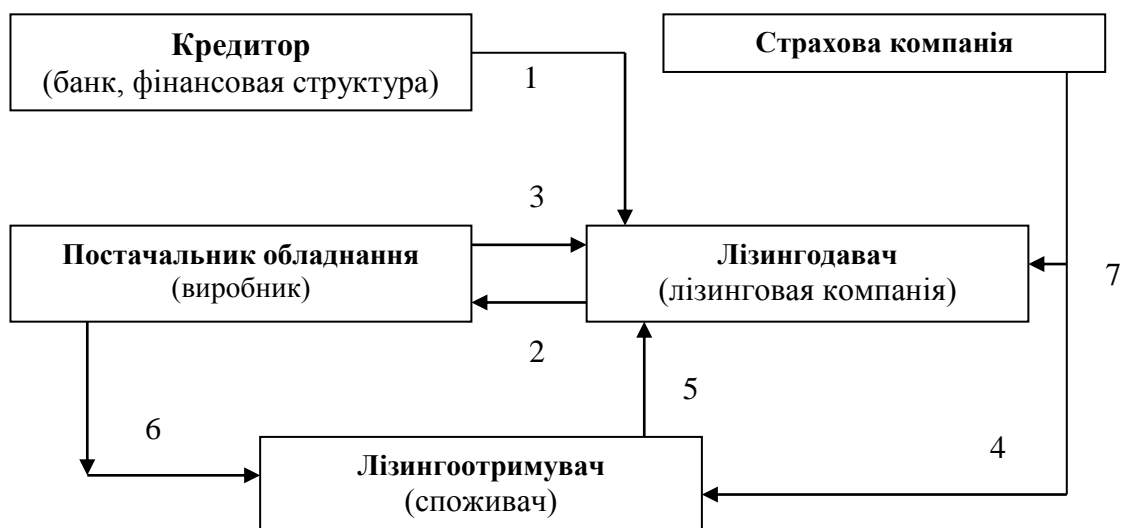 Кредитор
(банк, фінансовая структура)
Страхова компанія
1
3
Постачальник обладнання
(виробник)
Лізингодавач
(лізинговая компанія)
7
2
5
6
4
Лізингоотримувач
(споживач)